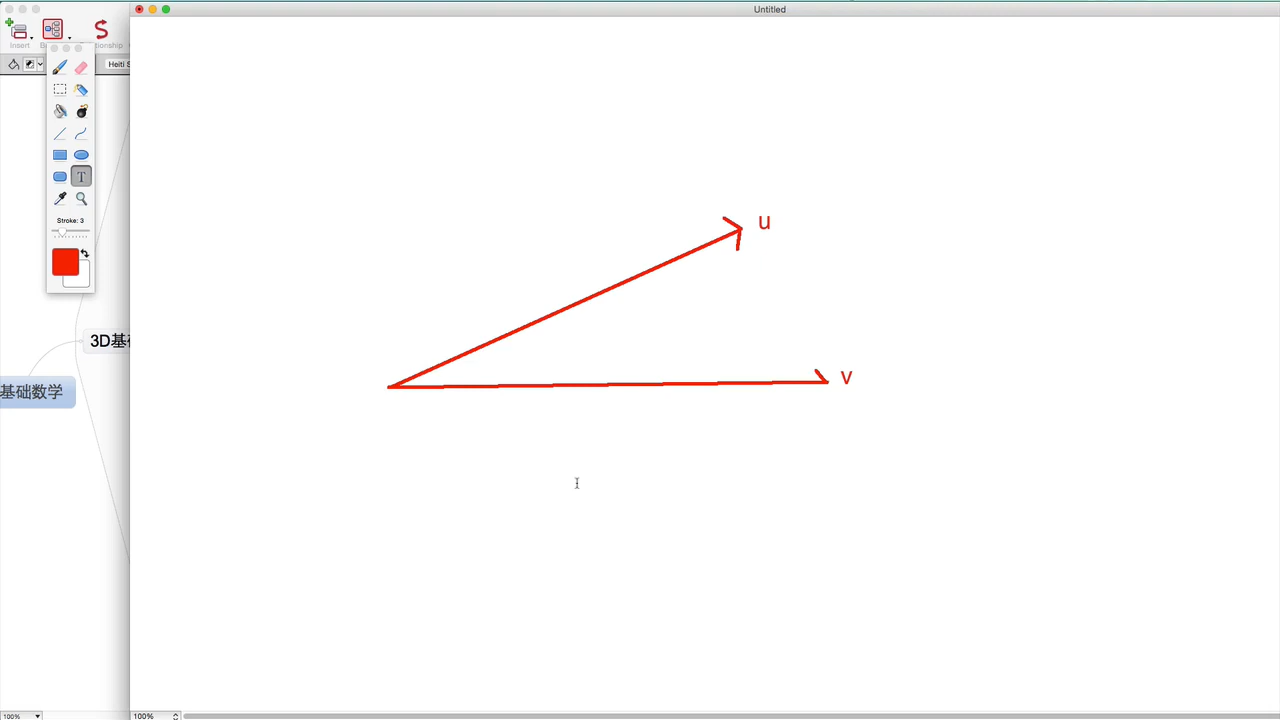 Untitled
Insert
Heiti S
Stroke: 3
u
3D基
v
基础数学
100%
100%